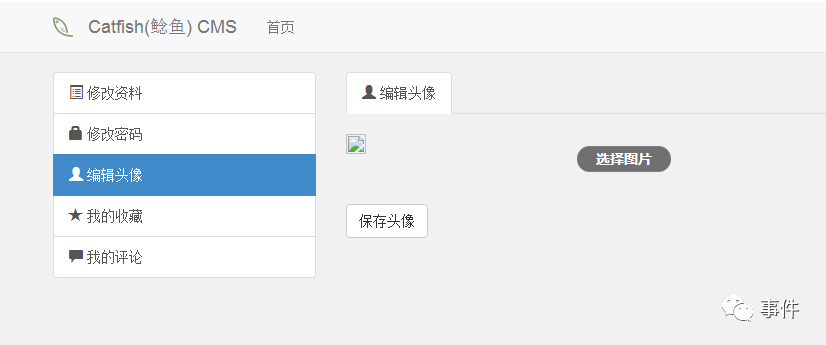 Catfish(鲶鱼) CMS 首页
修改资料
修改密码
编辑头像
我的收藏
我的评论
编辑头像
选择图片
保存头像
事件